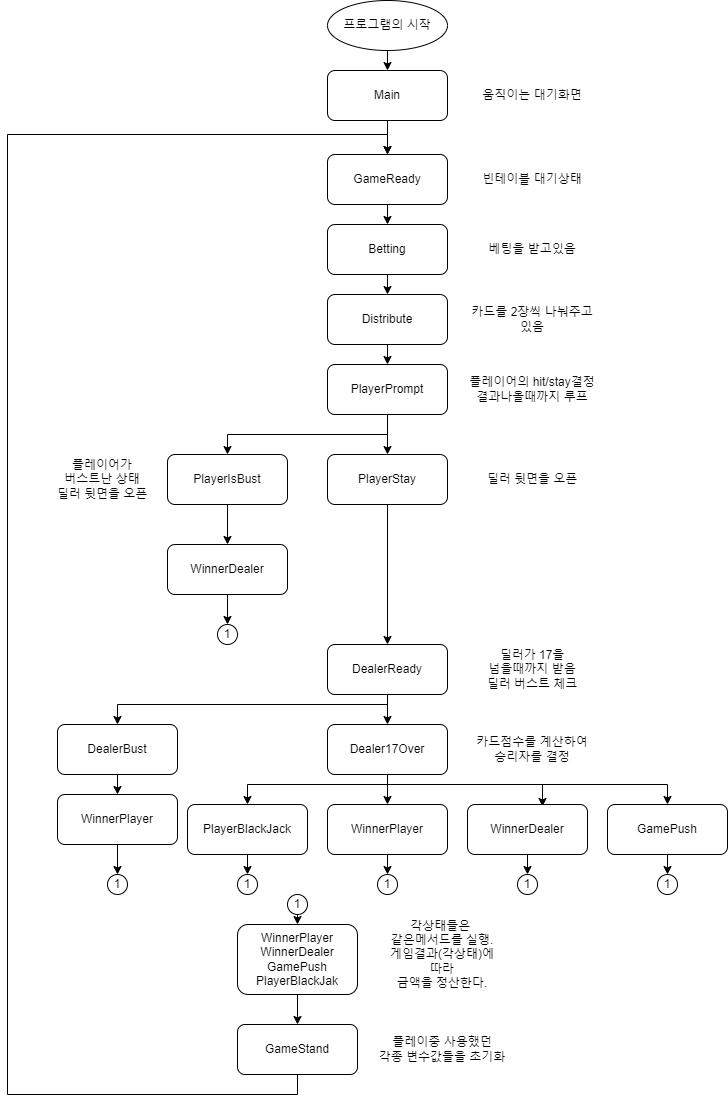 프로그램의 시작
Main
움직이는 대기화면
GameReady
빈테이블 대기상태
Betting
베팅을 받고있음
Distribute
카드를 2장씩 나눠주고
있음
PlayerPrompt
플레이어의 hit/stay결정
결과나올때까지 루프
플레이어가
버스트난 상태
딜러 뒷면을 오픈
PlayerIsBust
PlayerStay
딜러 뒷면을 오픈
WinnerDealer
1
DealerReady
딜러가 17을
넘을때까지 받음
딜러 버스트 체크
DealerBust
Dealer17Over
카드점수를 계산하여
승리자를 결정
WinnerPlayer
PlayerBlackJack
WinnerPlayer
WinnerDealer
GamePush
1
1
1
1
1
1
WinnerPlayer
WinnerDealer
GamePush
PlayerBlackJak
각상태들은
같은메서드를 실행.
게임결과(각상태)에
따라
금액을 정산한다.
GameStand
플레이중 사용했던
각종 변수값들을 초기화